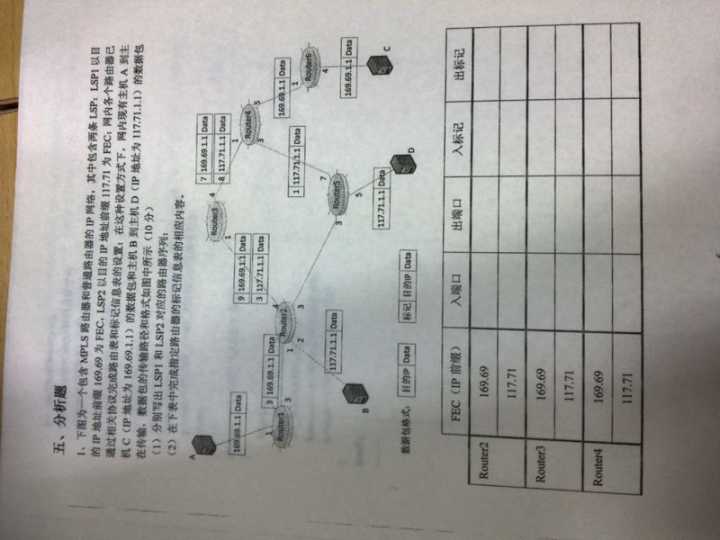 五、分析题
1、下图为一个包含 MPLS 路由器和普通路由器的 IP 网络，其中包含两条 LSP：LSP1 以目
的 IP 地址前缀 169.69 为 FEC，LSP2 以目的 IP 地址前缀 117.71 为 FEC；网内各个路由器已
通过相关协议完成路由表和标记信息表的设置；在这种设置方式下，网内现有主机 A 到主
机 C（IP 地址为 169.69.1.1）的数据包和主机 B 到主机 D（IP 地址为 117.71.1.1）的数据包
在传输，数据包的传输路径和格式如图中所示（10 分）
（1）分别写出 LSP1 和 LSP2 对应的路由器序列；
（2）在下表中完成指定路由器的标记信息表的相应内容。
A
169.69.1.1 Data
1
Router1
3
3 169.69.1.1 Data
1
Router2
4
2
3
9 169.69.1.1 Data
3 117.71.1.1 Data
1
Router3
4
7 169.69.1.1 Data
8 117.71.1.1 Data
1
Router4
3
5
169.69.1.1 Data
1
Router6
4
169.69.1.1 Data
C
1 117.71.1.1 Data
7
3
Router5
5
117.71.1.1 Data
D
117.71.1.1 Data
B
数据包格式：
目的IP Data
标记 目的IP Data
FEC（IP 前缀） 入端口 出端口 入标记 出标记
Router2 169.69
117.71
Router3 169.69
117.71
Router4 169.69
117.71